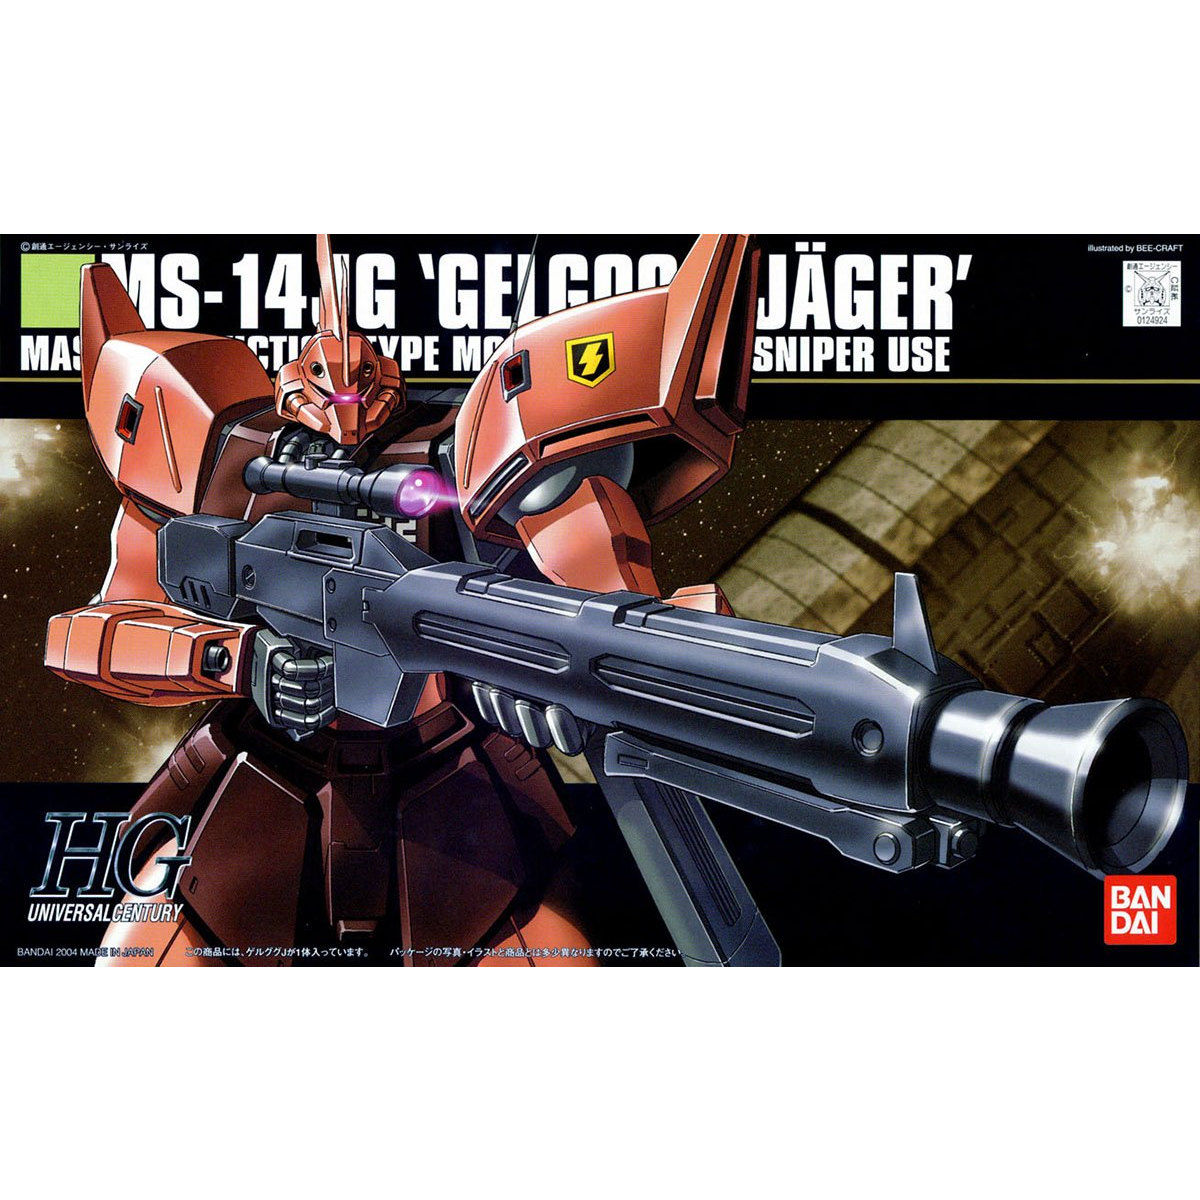 ©創通エージェンシー・サンライズ
illustrated by BEE-CRAFT
MS-14JG 'GELGOOG JÄGER'
創通エージェンシー
サンライズ
0124924
SNIPER USE
HG
UNIVERSAL CENTURY
BAN
DAI
BANDAI 2004 MADE IN JAPAN
この商品には、ゲルググJが1体入っています。
パッケージの写真・イラストと商品とは多少異なりますのでご了承ください。